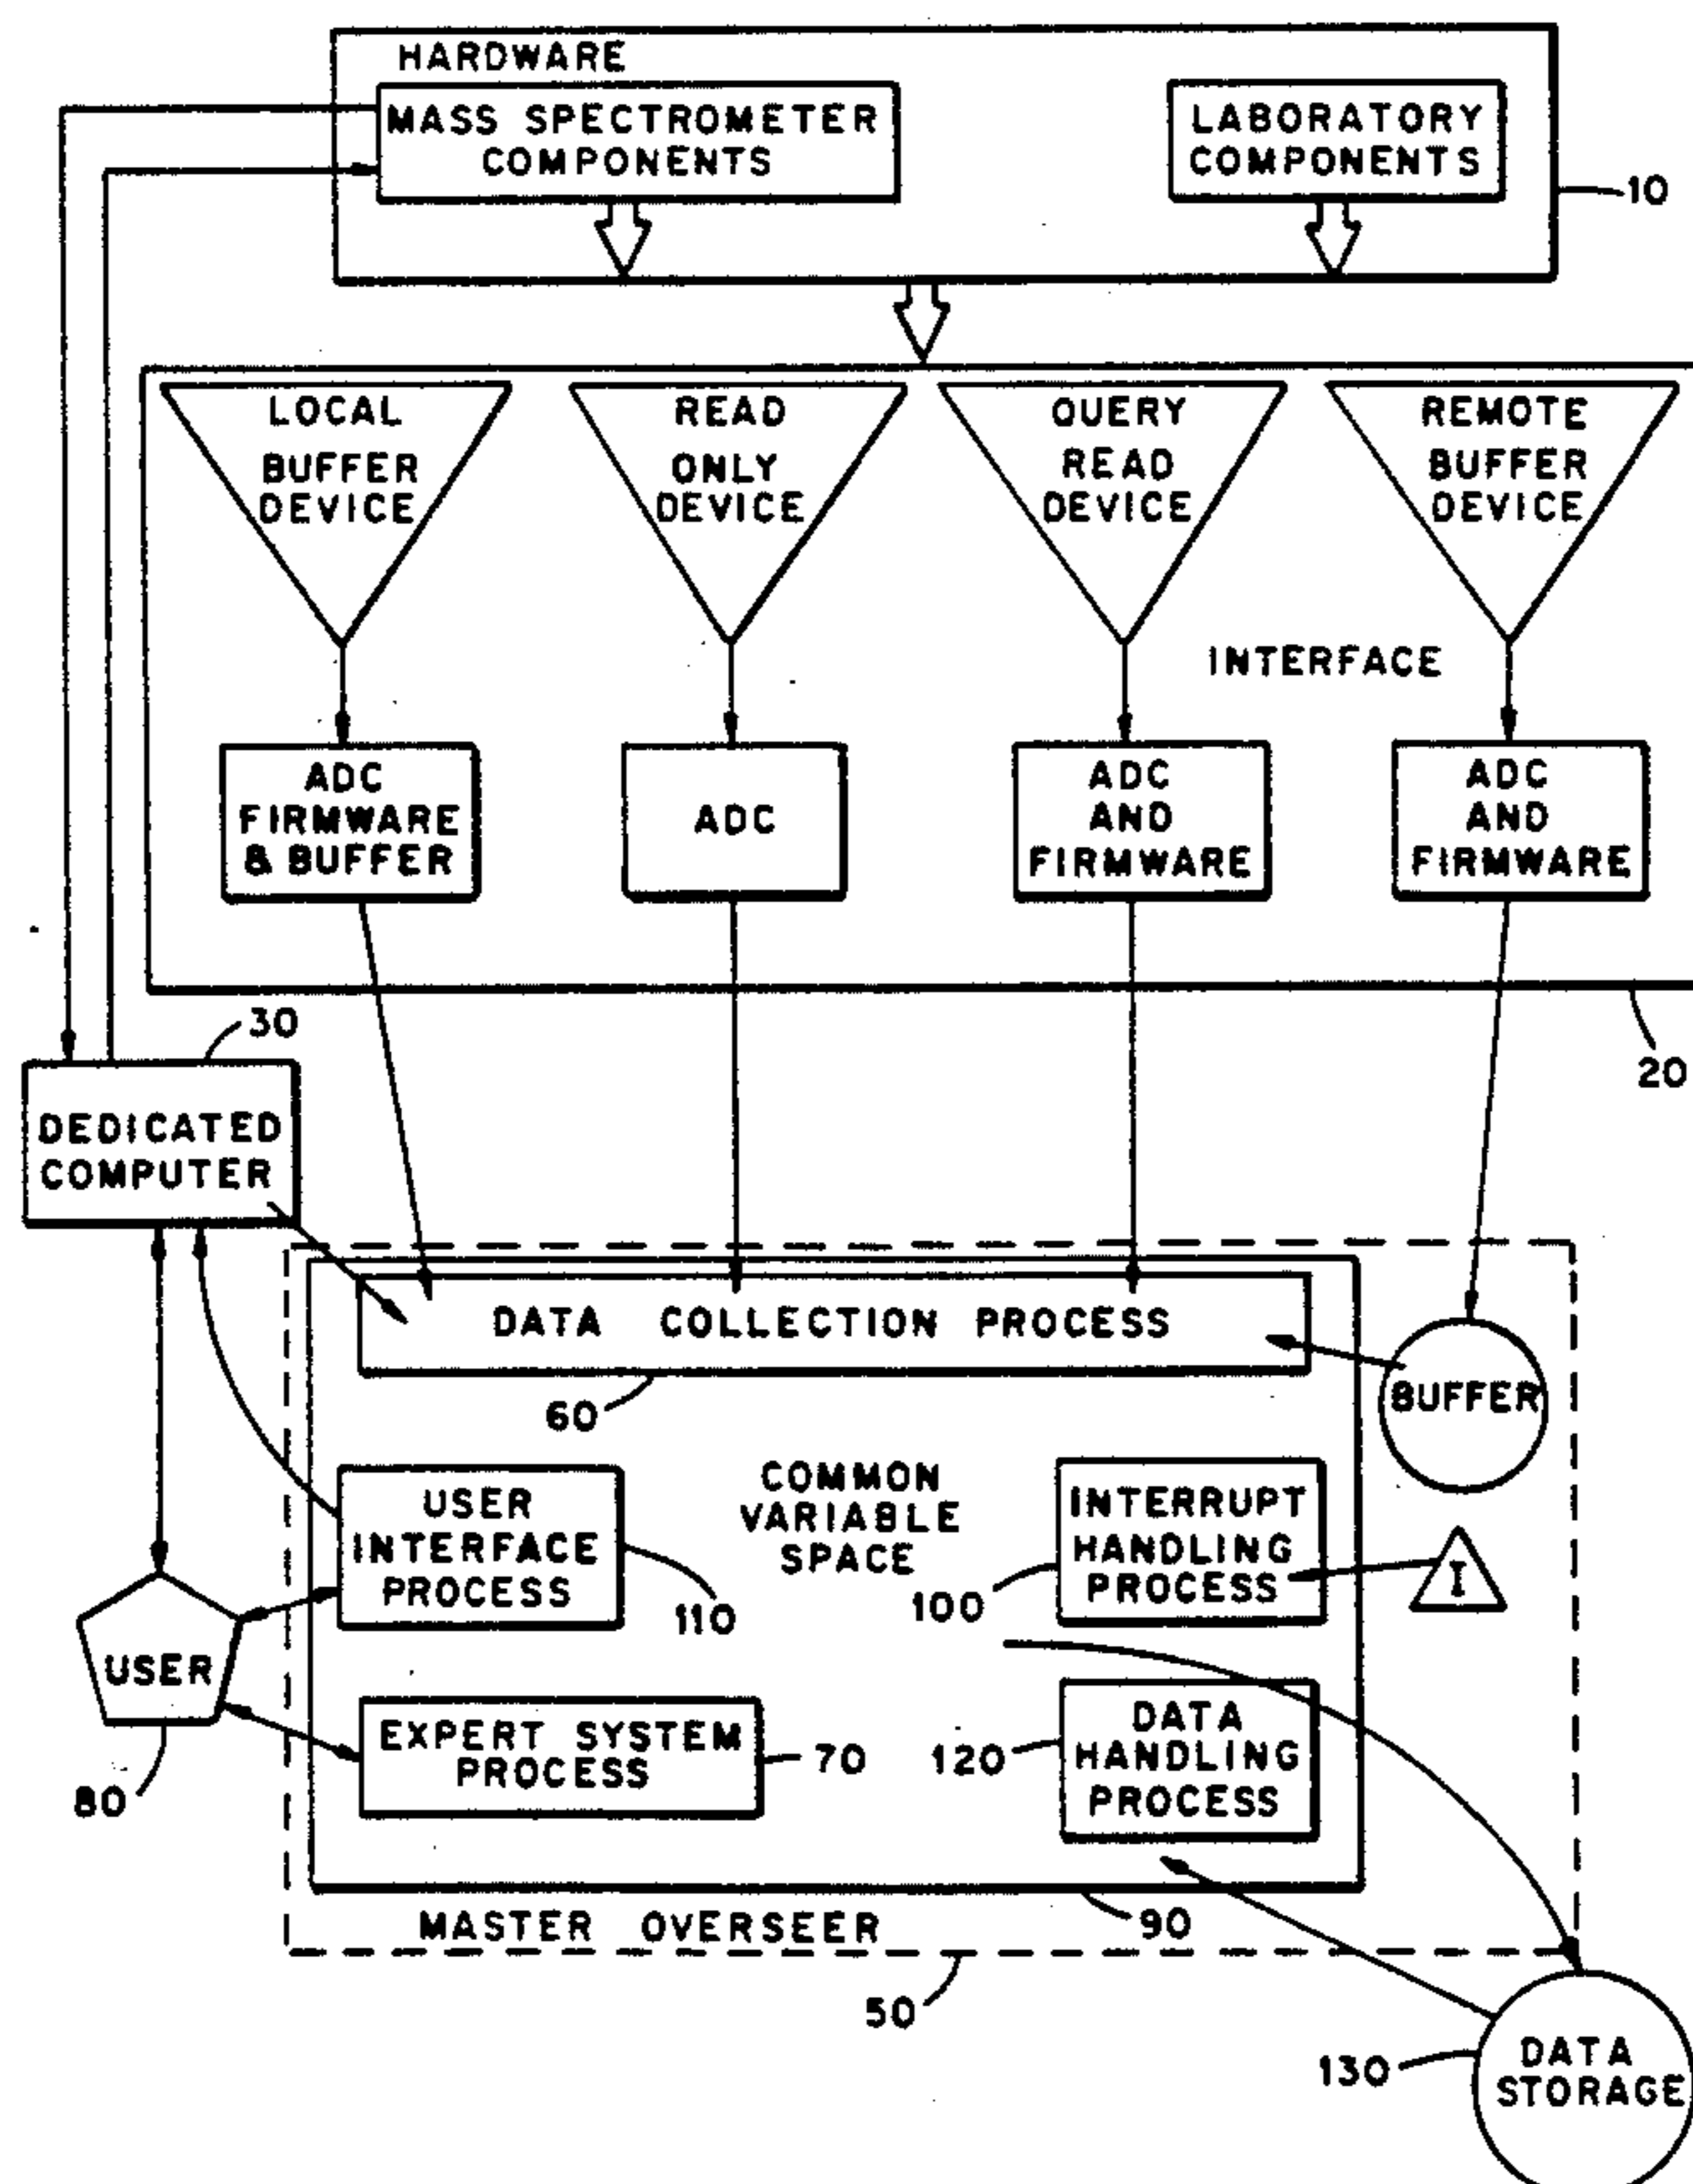 HARDWARE
MASS SPECTROMETER
COMPONENTS
LABORATORY
COMPONENTS
10
LOCAL
BUFFER
DEVICE
READ
ONLY
DEVICE
QUERY
READ
DEVICE
REMOTE
BUFFER
DEVICE
INTERFACE
ADC
FIRMWARE
& BUFFER
ADC
ADC
AND
FIRMWARE
ADC
AND
FIRMWARE
20
30
DEDICATED
COMPUTER
DATA COLLECTION PROCESS
60
BUFFER
USER
INTERFACE
PROCESS
110
COMMON
VARIABLE
SPACE
INTERRUPT
HANDLING
PROCESS
100
I
USER
80
EXPERT SYSTEM
PROCESS
70
DATA
HANDLING
PROCESS
120
MASTER OVERSEER
90
50
DATA
STORAGE
130